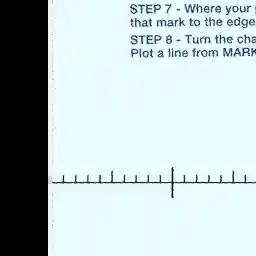 STEP 7 - Where your
that mark to the edge
STEP 8 - Turn the cha
Plot a line from MARK